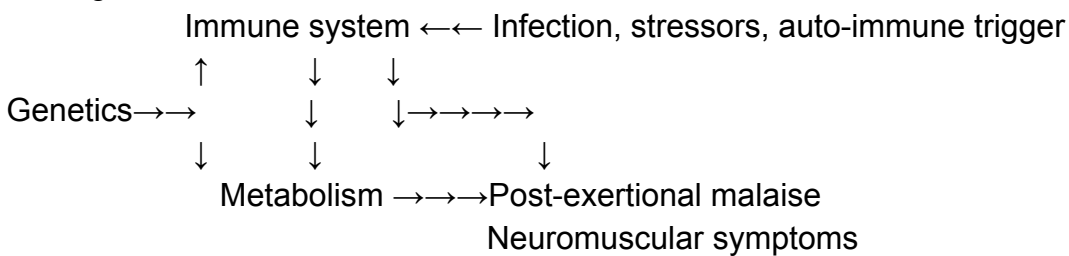 Immune system ←← Infection, stressors, auto-immune trigger
↑ ↓ ↓
Genetics→→ ↓ ↓→→→→
↓ ↓ ↓
Metabolism →→→Post-exertional malaise
Neuromuscular symptoms